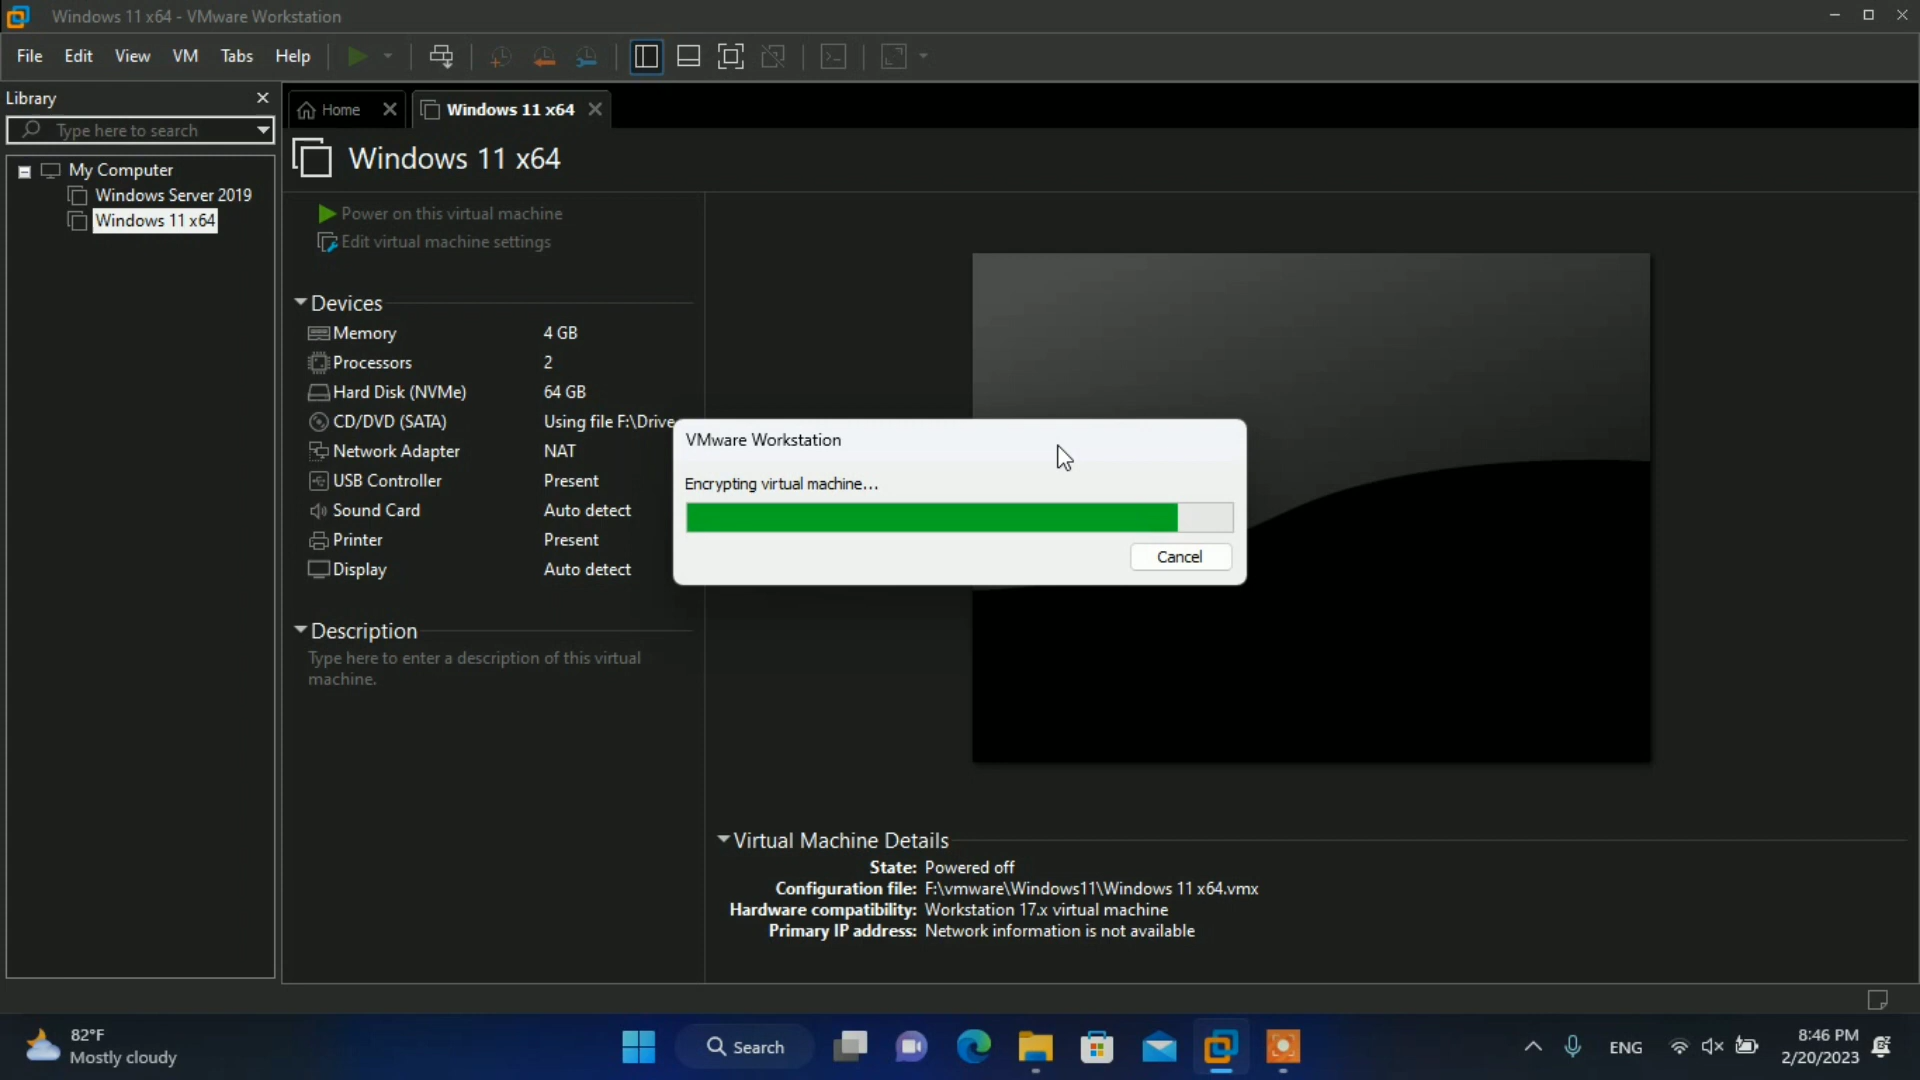 Windows 11 x64 - VMware Workstation
File Edit View VM Tabs Help
Library
Type here to search
My Computer
Windows Server 2019
Windows 11 x64
Home
Windows 11 x64
Windows 11 x64
Power on this virtual machine
Edit virtual machine settings
Devices
Memory 4 GB
Processors 2
Hard Disk (NVMe) 64 GB
CD/DVD (SATA) Using file F:\Drive
Network Adapter NAT
USB Controller Present
Sound Card Auto detect
Printer Present
Display Auto detect
Description
Type here to enter a description of this virtual
machine.
VMware Workstation
Encrypting virtual machine...
Cancel
Virtual Machine Details
State: Powered off
Configuration file: F:\vmware\Windows11\Windows 11 x64.vmx
Hardware compatibility: Workstation 17.x virtual machine
Primary IP address: Network information is not available
82°F
Mostly cloudy
Search
ENG
8:46 PM
2/20/2023